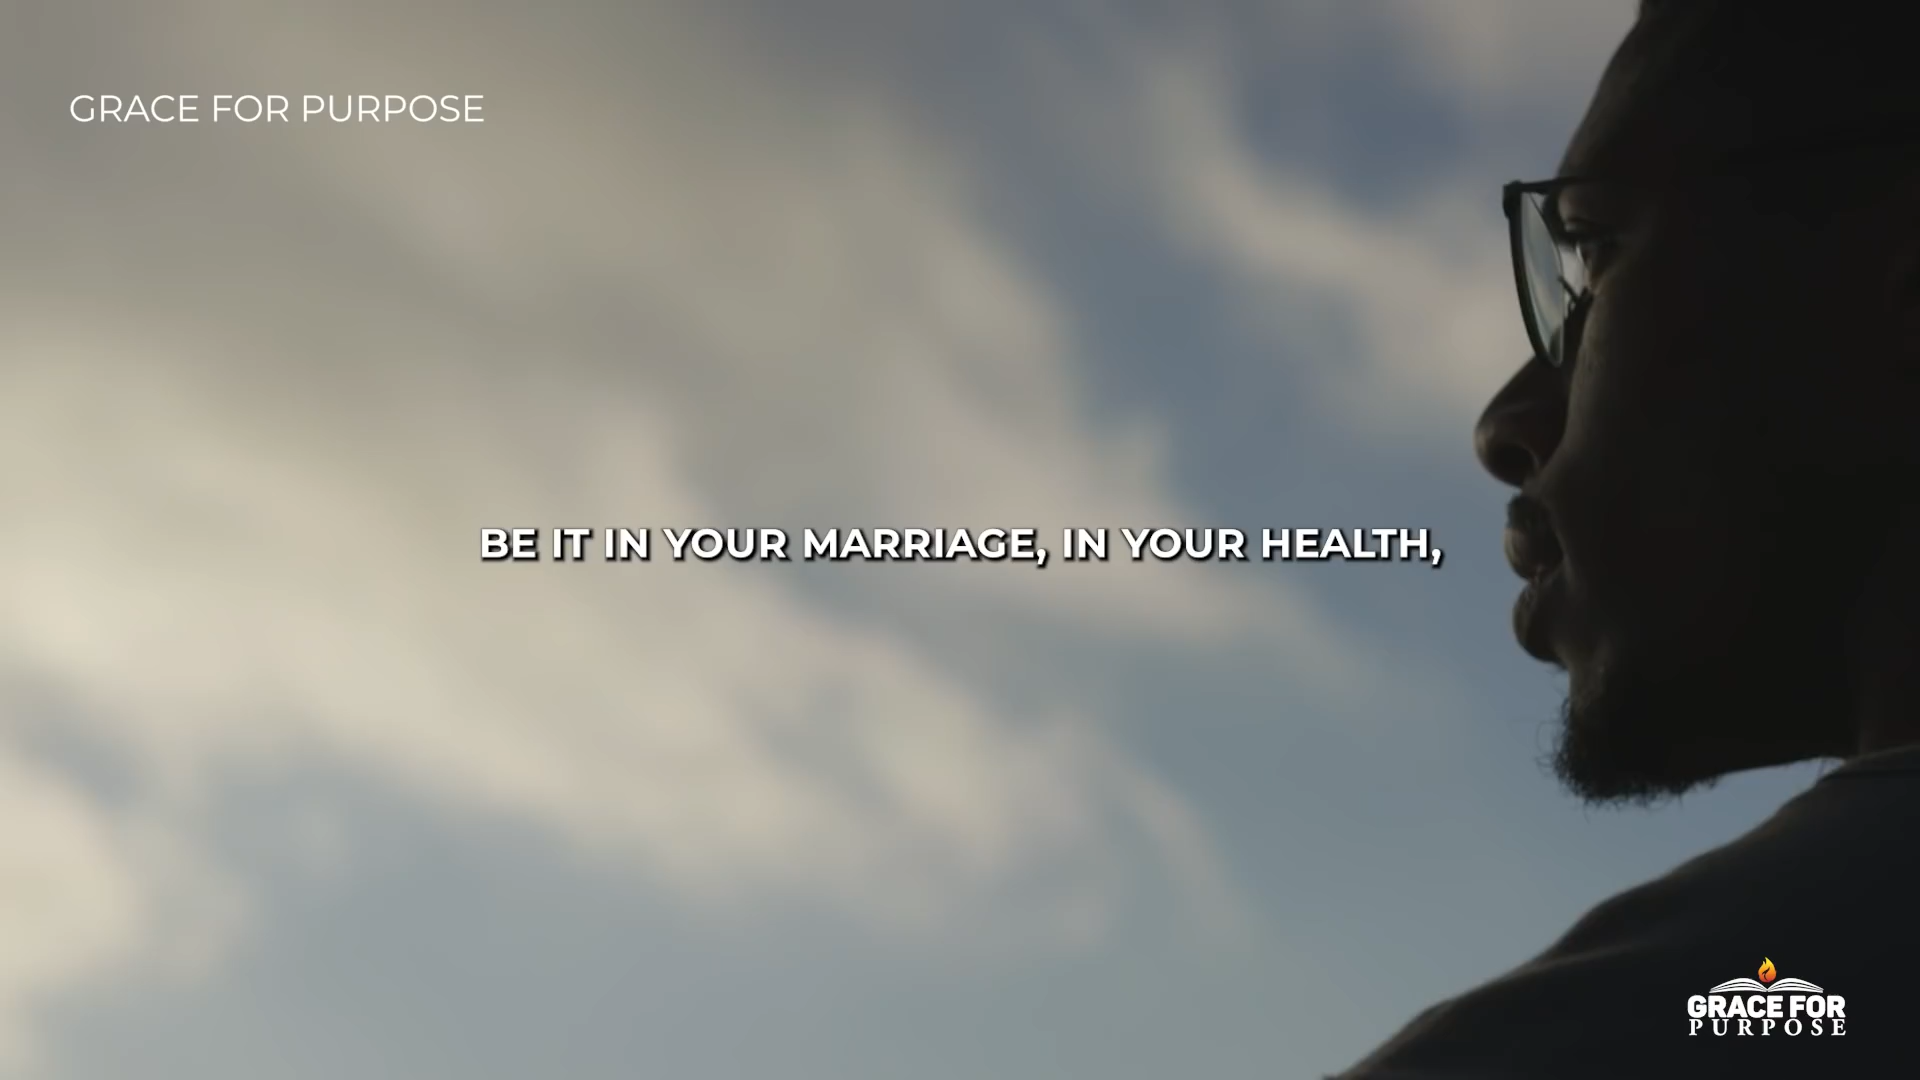 GRACE FOR PURPOSE
BE IT IN YOUR MARRIAGE, IN YOUR HEALTH,
GRACE FOR
PURPOSE